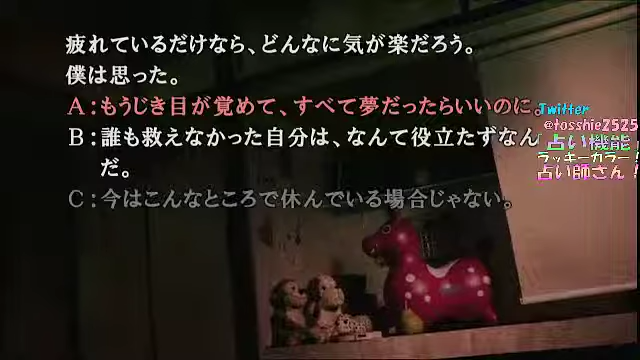 疲れているだけなら、どんなに気が楽だろう。
僕は思った。
A:もうじき目が覚めて、すべて夢だったらいいのに。
B:誰も救えなかった自分は、なんて役立たずなん
だ。
C:今はこんなところで休んでいる場合じゃない。
Twitter
@tosshie2525
占い機能！
ラッキーカラー！
占い師さん！